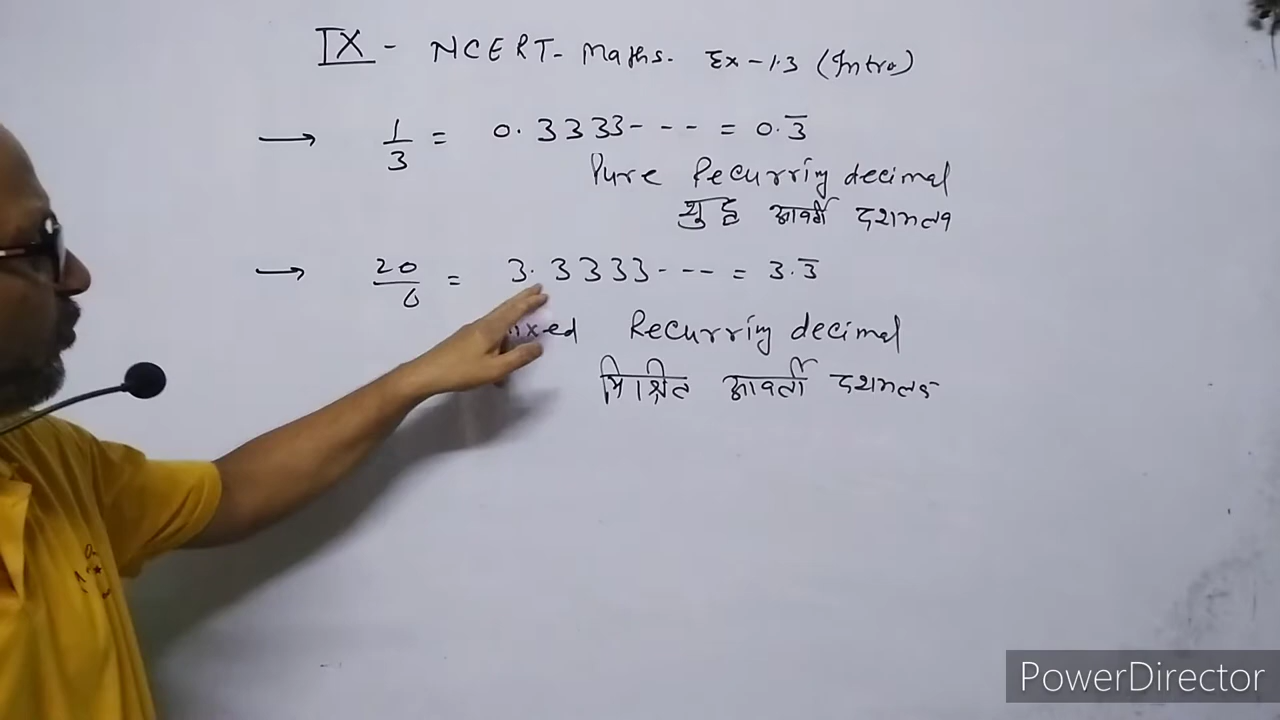 IX - NCERT- Maths. Ex-1.3 (Intro)
→ 1/3 = 0.3333--- = 0.3̅
Pure Recurring decimal
शुद्ध आवर्ती दशमलव
→ 20/6 = 3.3333--- = 3.3̅
Mixed Recurring decimal
मिश्रित आवर्ती दशमलव
PowerDirector